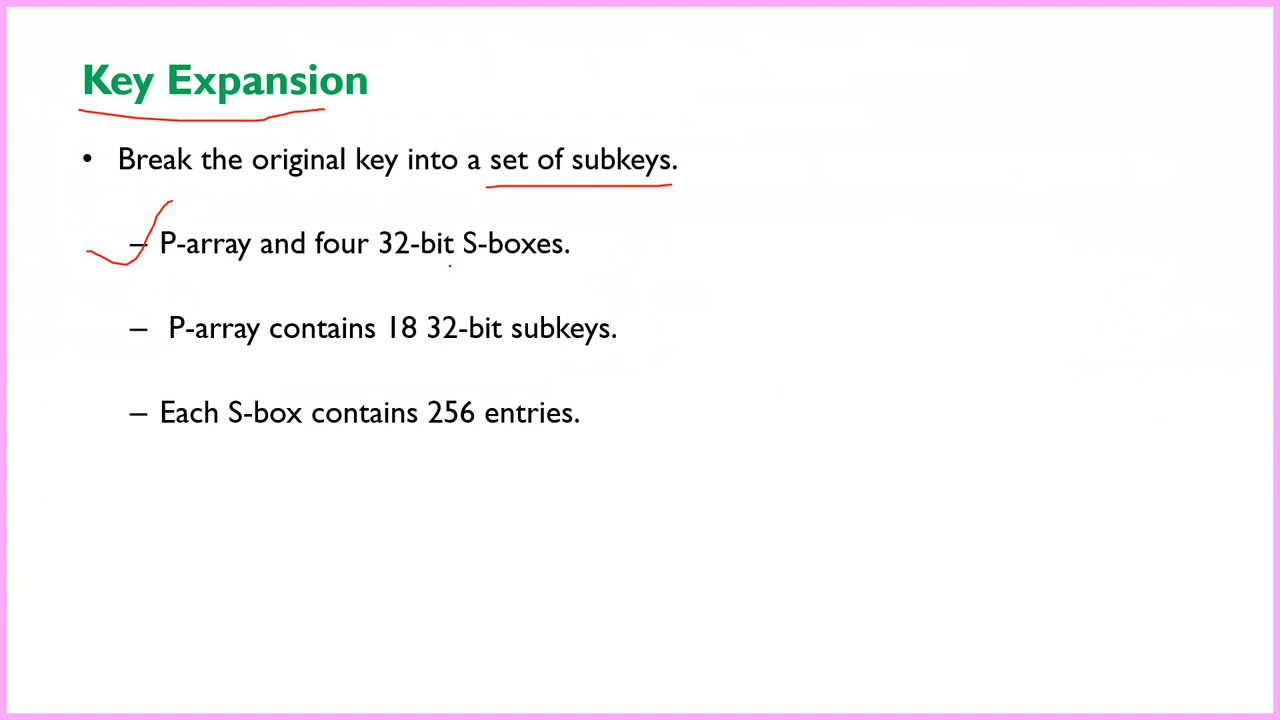 Key Expansion
• Break the original key into a set of subkeys.
– P-array and four 32-bit S-boxes.
– P-array contains 18 32-bit subkeys.
– Each S-box contains 256 entries.